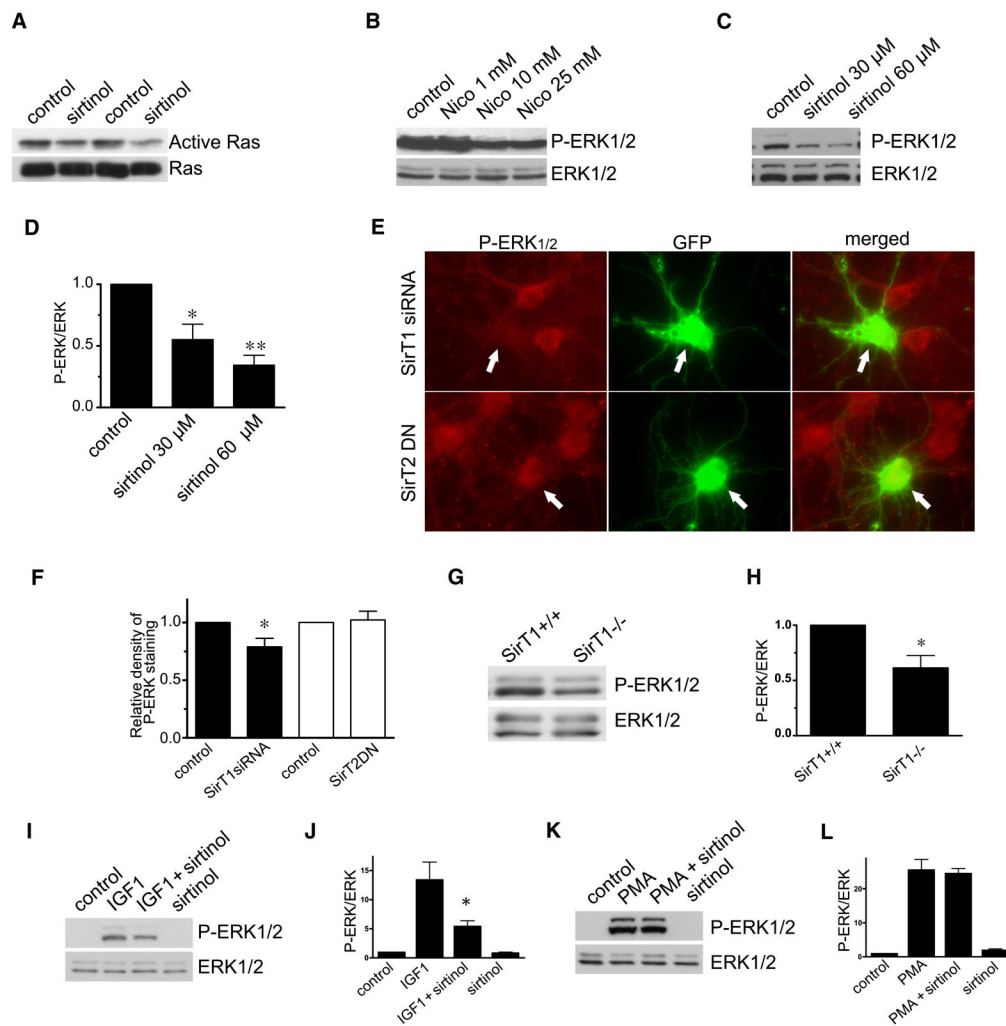 A
control
sirtinol
control
sirtinol
Active Ras
Ras
B
control
Nico 1 mM
Nico 10 mM
Nico 25 mM
P-ERK1/2
ERK1/2
C
control
sirtinol 30 µM
sirtinol 60 µM
P-ERK1/2
ERK1/2
D
P-ERK/ERK
1.0
0.5
0.0
*
**
control
sirtinol 30 µM
sirtinol 60 µM
E
P-ERK1/2
GFP
merged
SirT1 siRNA
SirT2 DN
F
Relative density of
P-ERK staining
1.0
0.5
0.0
*
control
SirT1siRNA
control
SirT2DN
G
SirT1+/+
SirT1-/-
P-ERK1/2
ERK1/2
H
P-ERK/ERK
1.0
0.5
0.0
*
SirT1+/+
SirT1-/-
I
control
IGF1
IGF1 + sirtinol
sirtinol
P-ERK1/2
ERK1/2
J
P-ERK/ERK
15
10
5
0
*
control
IGF1
IGF1 + sirtinol
sirtinol
K
control
PMA
PMA + sirtinol
sirtinol
P-ERK1/2
ERK1/2
L
P-ERK/ERK
20
10
0
control
PMA
PMA + sirtinol
sirtinol